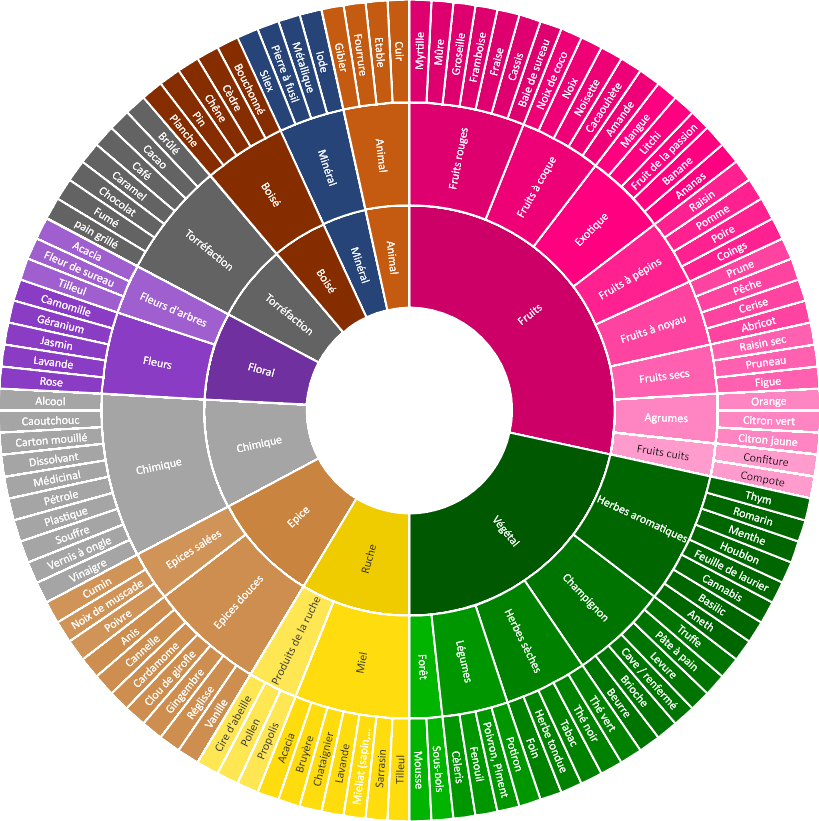 Fruits
Végétal
Ruche
Epice
Chimique
Floral
Torréfaction
Boisé
Minéral
Animal
Fruits rouges
Fruits à coque
Exotique
Fruits à pépins
Fruits à noyau
Fruits secs
Agrumes
Fruits cuits
Herbes aromatiques
Champignon
Herbes sèches
Légumes
Forêt
Miel
Produits de la ruche
Epices douces
Epices salées
Chimique
Fleurs
Fleurs d'arbres
Torréfaction
Boisé
Minéral
Animal
Myrtille
Mûre
Groseille
Framboise
Fraise
Cassis
Baie de sureau
Noix de coco
Noix
Noisette
Cacaouhète
Amande
Mangue
Litchi
Fruit de la passion
Banane
Ananas
Raisin
Pomme
Poire
Coings
Prune
Pêche
Cerise
Abricot
Raisin sec
Pruneau
Figue
Orange
Citron vert
Citron jaune
Confiture
Compote
Thym
Romarin
Menthe
Houblon
Feuille de laurier
Cannabis
Basilic
Aneth
Truffe
Pâte à pain
Levure
Cave / renfermé
Brioche
Beurre
Thé vert
Thé noir
Tabac
Herbe tondue
Foin
Potiron
Poivron, Piment
Fenouil
Céleris
Sous-bois
Mousse
Tilleul
Sarrasin
Miellat (sapin,...
Lavande
Chataignier
Bruyère
Acacia
Propolis
Pollen
Cire d'abeille
Vanille
Réglisse
Gingembre
Clou de girofle
Cardamome
Cannelle
Anis
Poivre
Noix de muscade
Cumin
Vinaigre
Vernis à ongle
Souffre
Plastique
Pétrole
Médicinal
Dissolvant
Carton mouillé
Caoutchouc
Alcool
Rose
Lavande
Jasmin
Géranium
Camomille
Tilleul
Fleur de sureau
Acacia
pain grillé
Fumé
Chocolat
Caramel
Café
Cacao
Brûlé
Planche
Pin
Chêne
Cèdre
Bouchonné
Silex
Pierre à fusil
Métallique
Iode
Gibier
Fourrure
Etable
Cuir